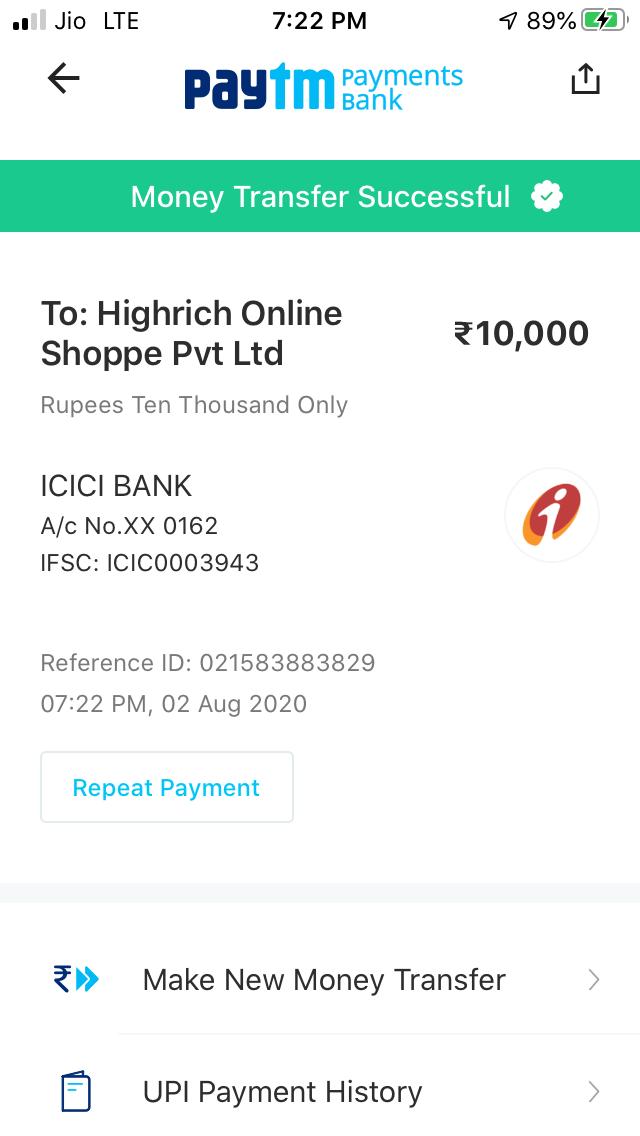 Jio LTE 7:22 PM 89%
paytm Payments Bank
Money Transfer Successful
To: Highrich Online
Shoppe Pvt Ltd
₹10,000
Rupees Ten Thousand Only
ICICI BANK
A/c No.XX 0162
IFSC: ICIC0003943
Reference ID: 021583883829
07:22 PM, 02 Aug 2020
Repeat Payment
Make New Money Transfer
UPI Payment History